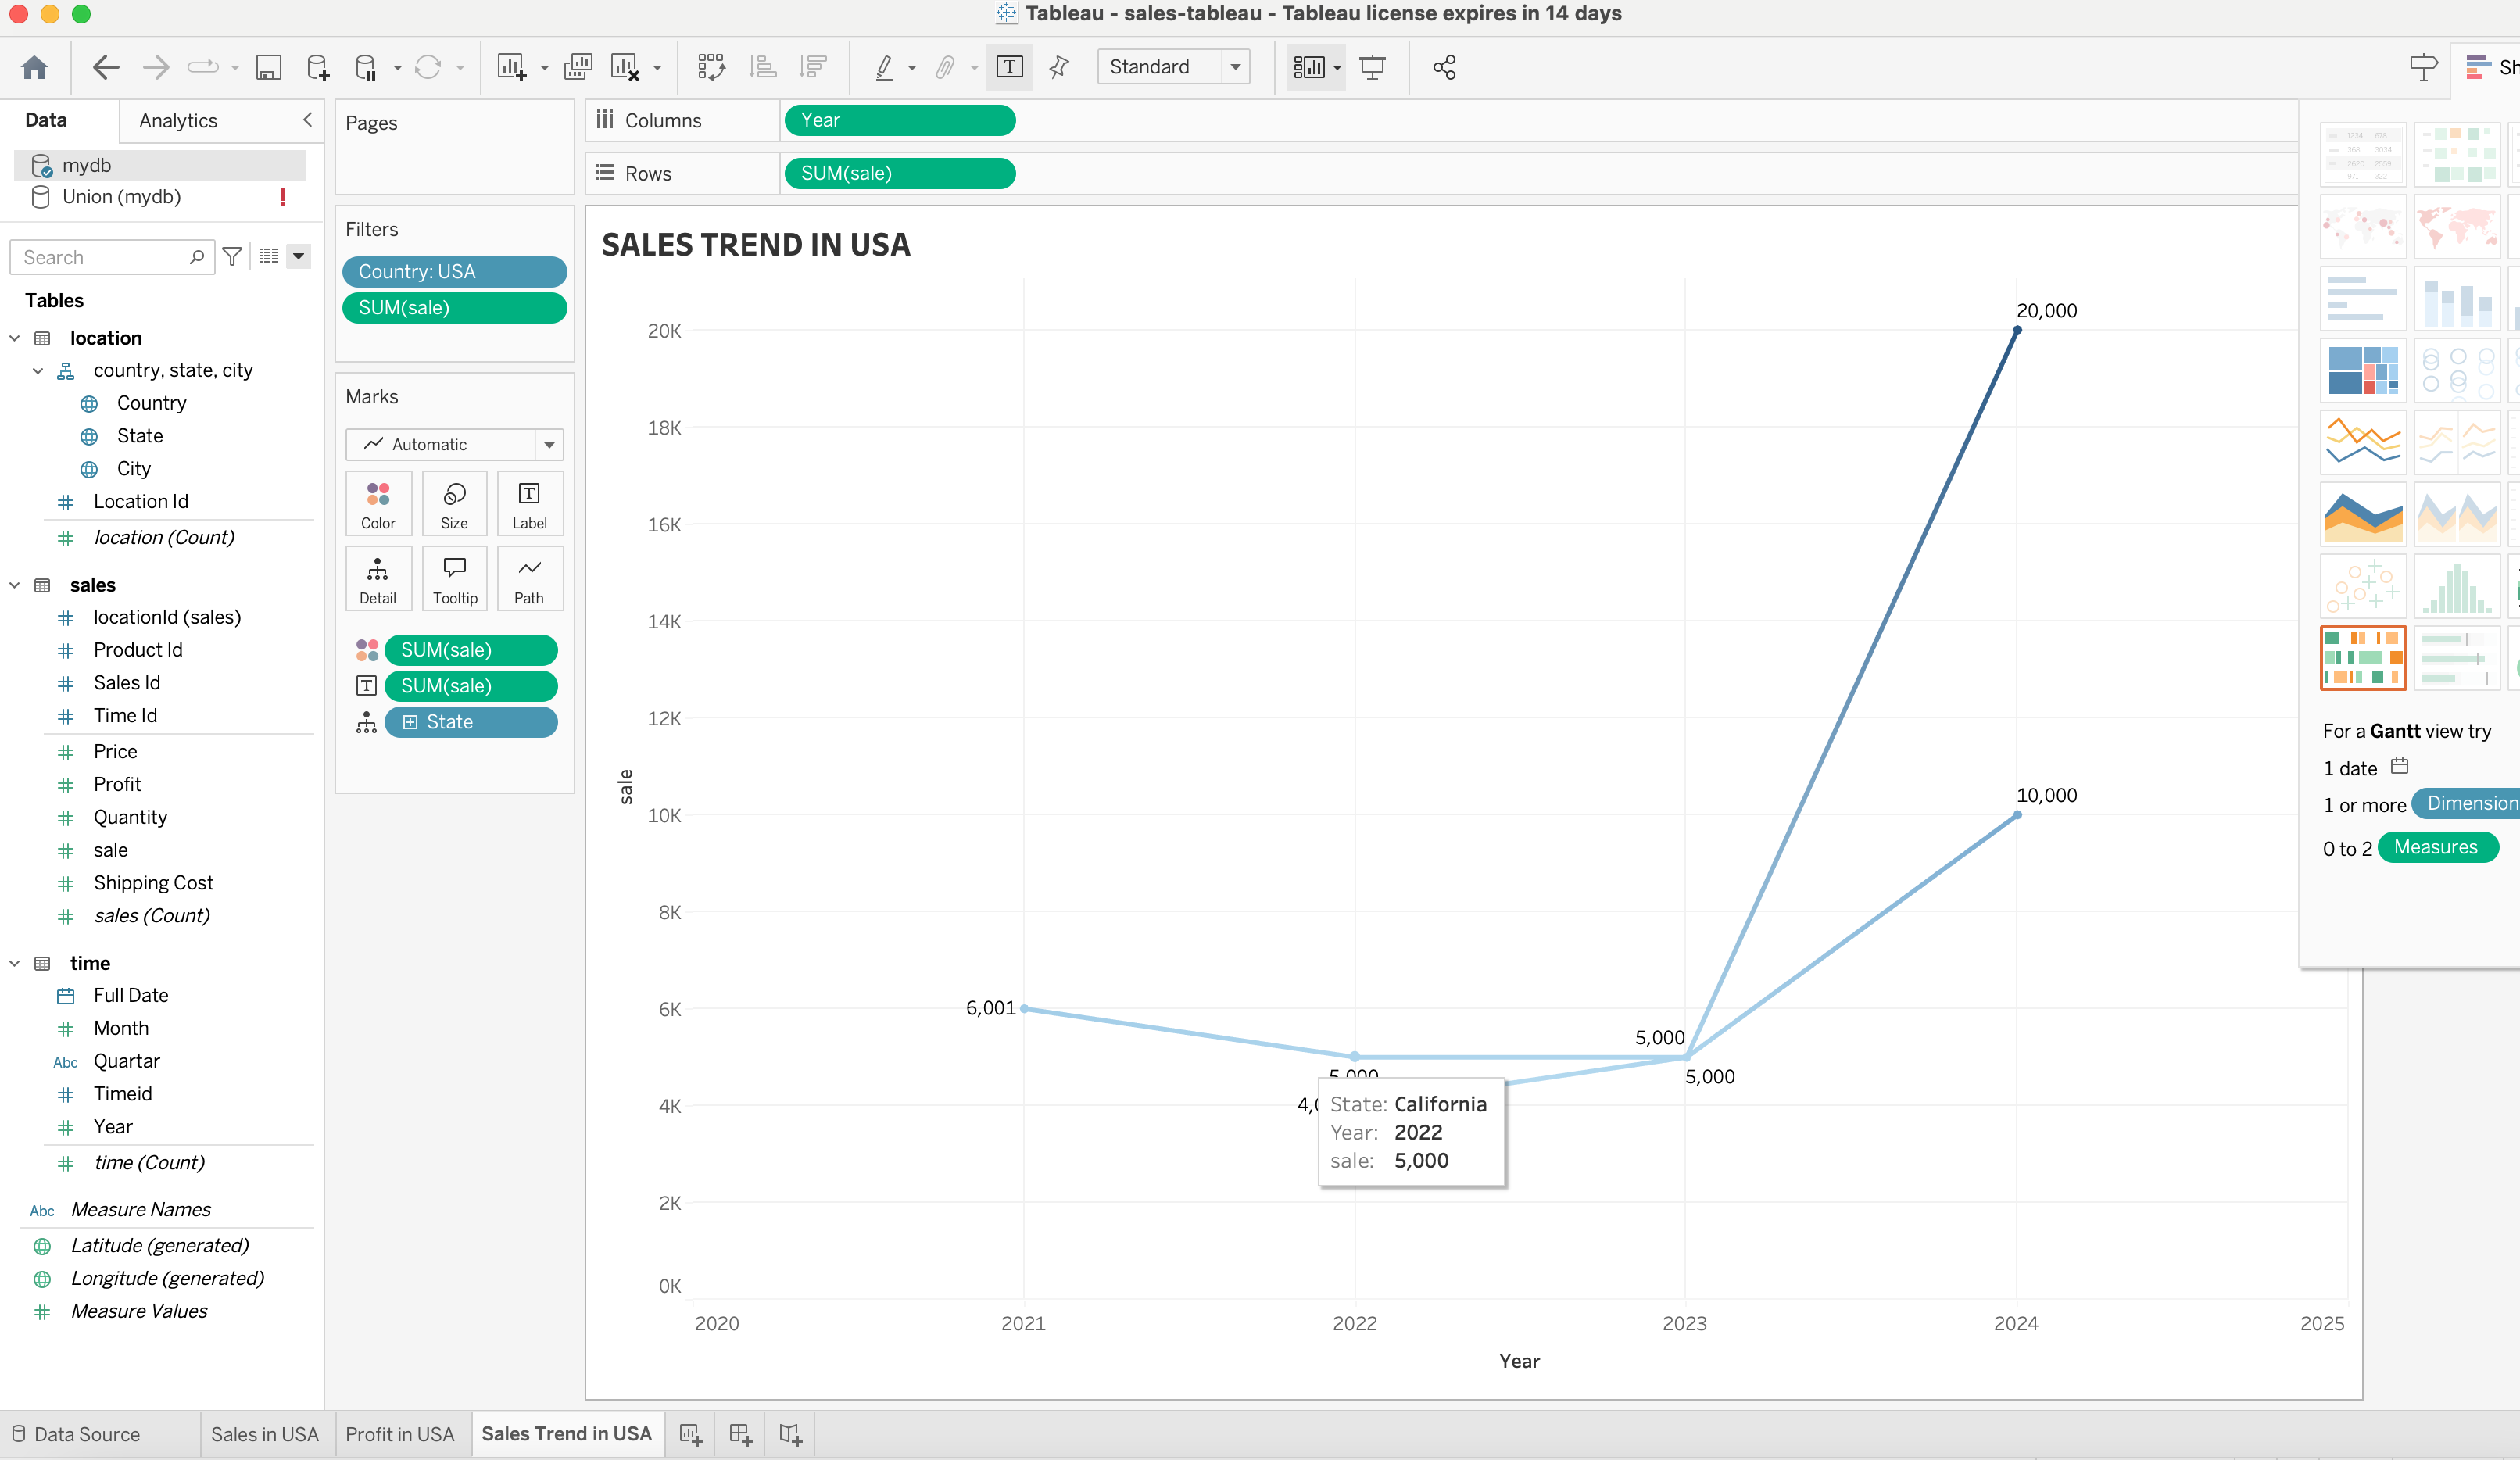 Tableau - sales-tableau - Tableau license expires in 14 days
Standard
Data
Analytics
mydb
Union (mydb)
!
Search
Tables
location
country, state, city
Country
State
City
Location Id
location (Count)
sales
locationId (sales)
Product Id
Sales Id
Time Id
Price
Profit
Quantity
sale
Shipping Cost
sales (Count)
time
Full Date
Month
Abc Quartar
Timeid
Year
time (Count)
Abc Measure Names
Latitude (generated)
Longitude (generated)
Measure Values
Pages
Filters
Country: USA
SUM(sale)
Marks
Automatic
Color
Size
Label
Detail
Tooltip
Path
SUM(sale)
SUM(sale)
State
Columns
Year
Rows
SUM(sale)
SALES TREND IN USA
20K
18K
16K
14K
12K
10K
8K
6K
4K
2K
0K
sale
20,000
10,000
6,001
5,000
5,000
5,000
State: California
Year: 2022
sale: 5,000
2020
2021
2022
2023
2024
2025
Year
For a Gantt view try
1 date
1 or more Dimension
0 to 2 Measures
Data Source
Sales in USA
Profit in USA
Sales Trend in USA